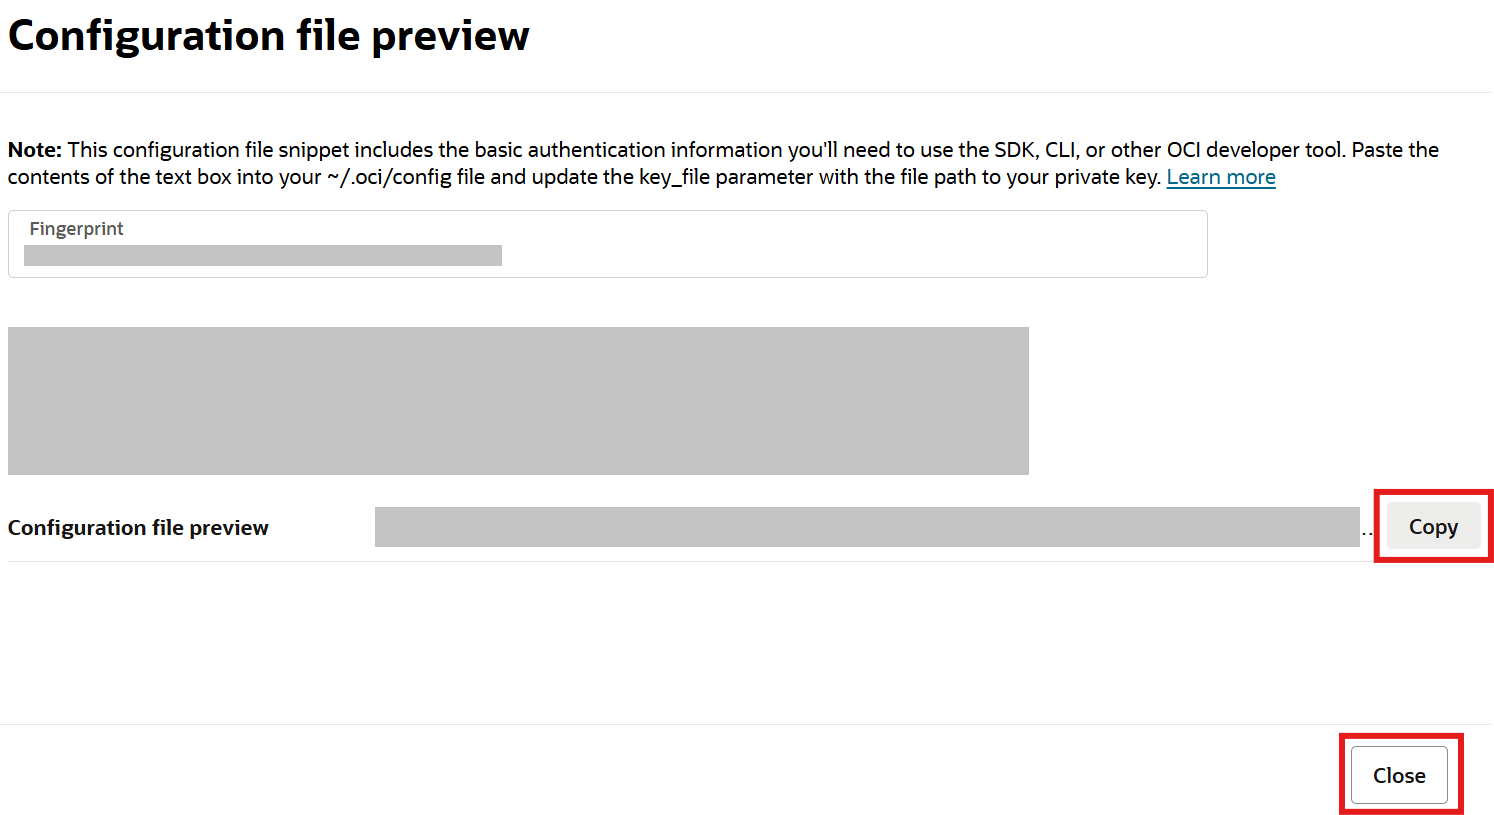 Configuration file preview
Note: This configuration file snippet includes the basic authentication information you'll need to use the SDK, CLI, or other OCI developer tool. Paste the
contents of the text box into your ~/.oci/config file and update the key_file parameter with the file path to your private key. Learn more
Fingerprint
Configuration file preview .. Copy
Close